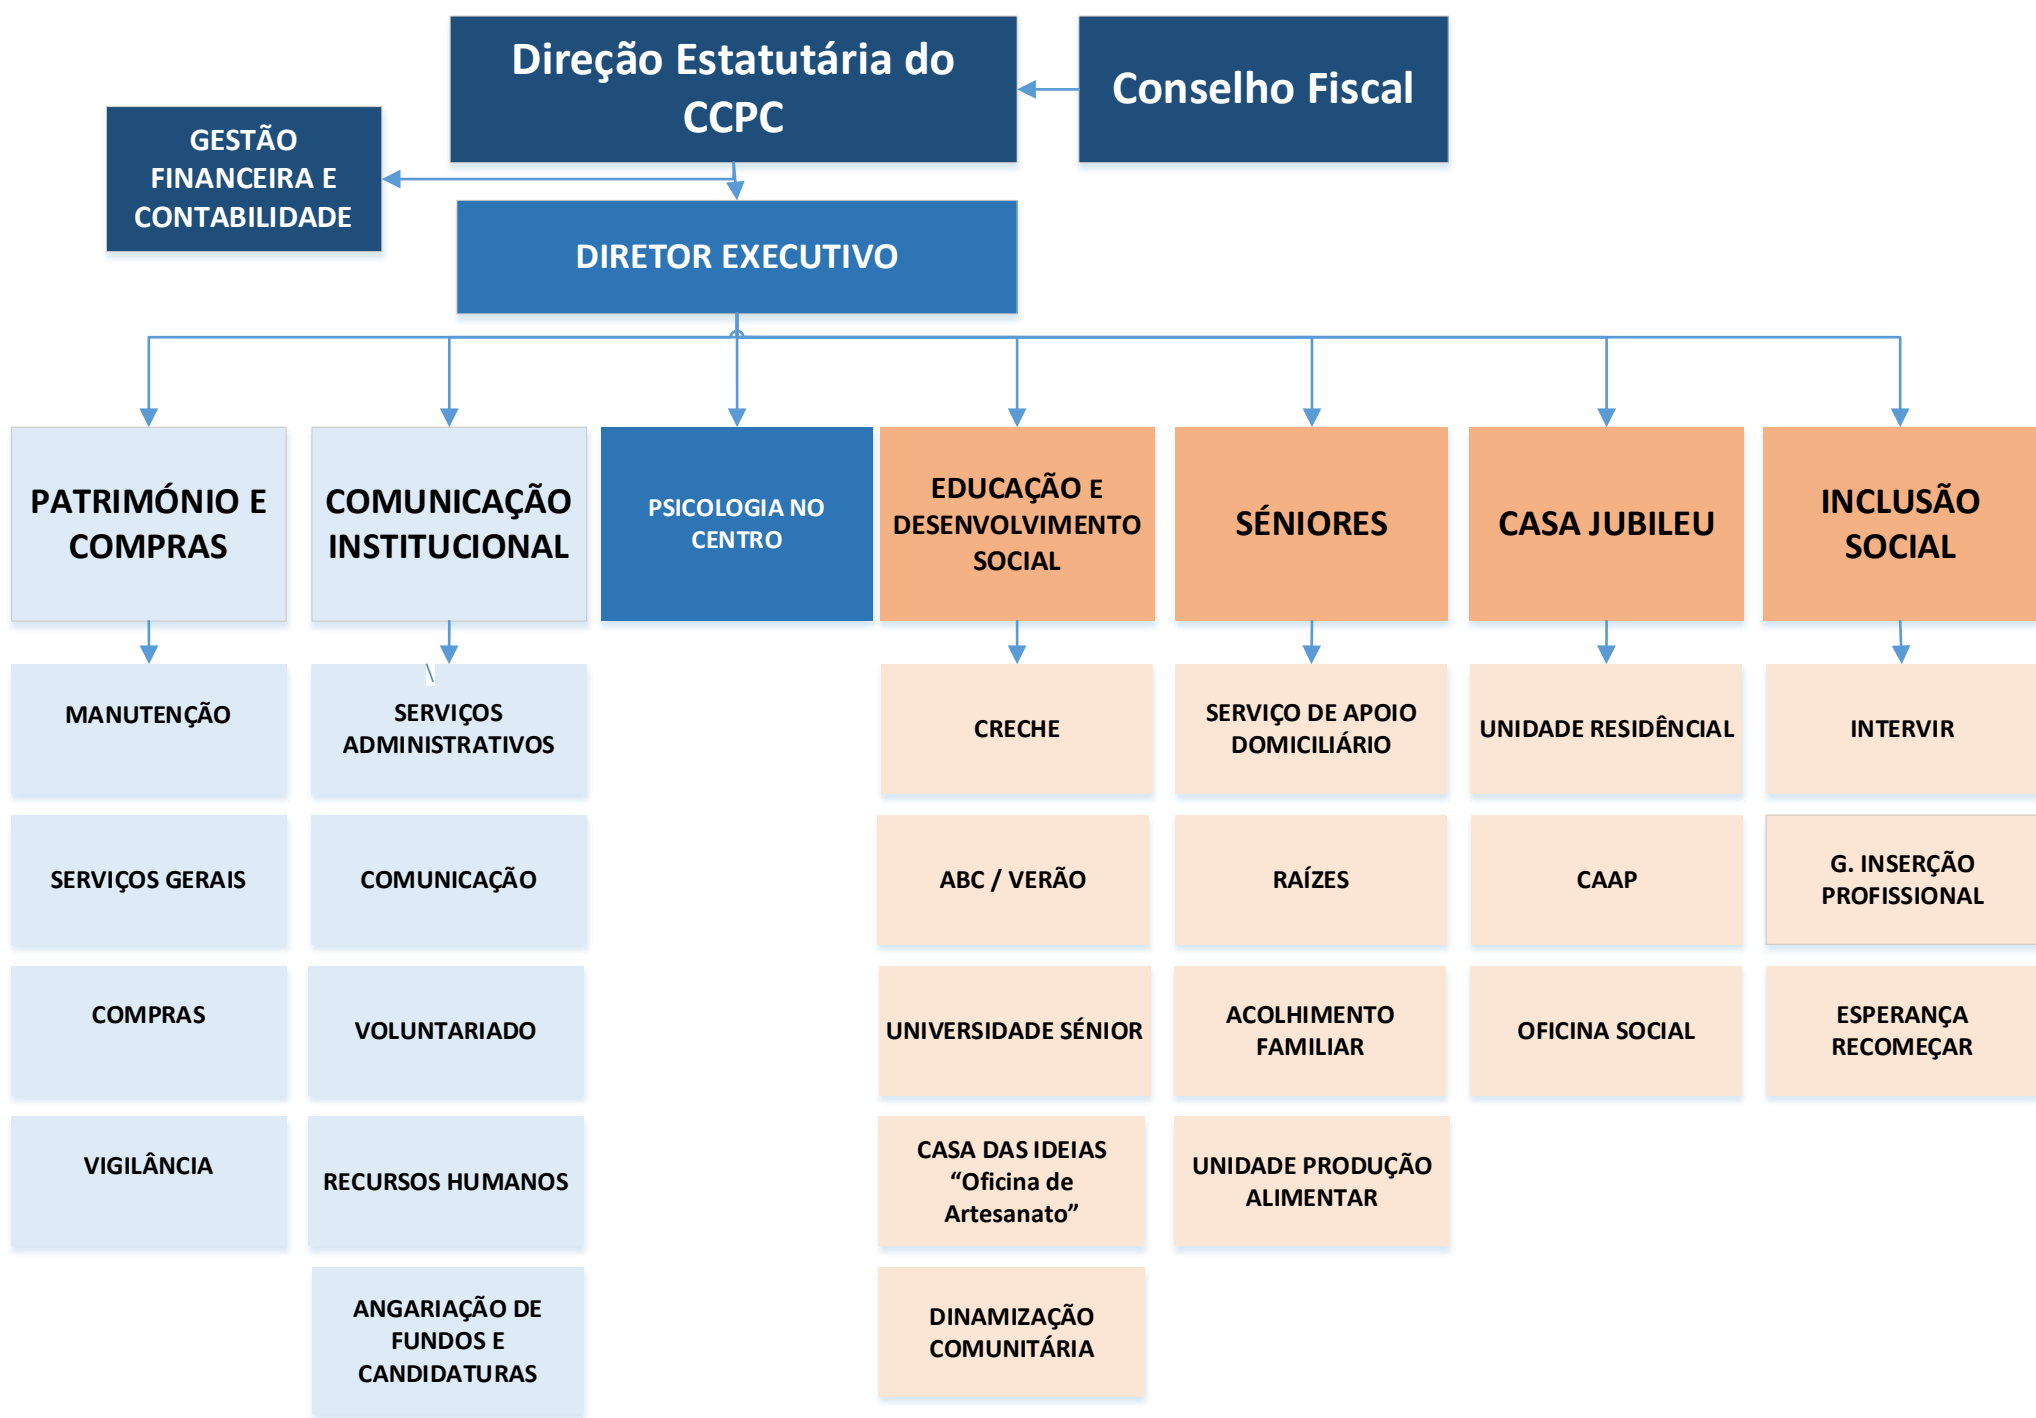 Direção Estatutária do
CCPC
Conselho Fiscal
GESTÃO
FINANCEIRA E
CONTABILIDADE
DIRETOR EXECUTIVO
PATRIMÓNIO E
COMPRAS
COMUNICAÇÃO
INSTITUCIONAL
PSICOLOGIA NO
CENTRO
EDUCAÇÃO E
DESENVOLVIMENTO
SOCIAL
SÉNIORES
CASA JUBILEU
INCLUSÃO
SOCIAL
MANUTENÇÃO
\
SERVIÇOS
ADMINISTRATIVOS
CRECHE
SERVIÇO DE APOIO
DOMICILIÁRIO
UNIDADE RESIDÊNCIAL
INTERVIR
SERVIÇOS GERAIS
COMUNICAÇÃO
ABC / VERÃO
RAÍZES
CAAP
G. INSERÇÃO
PROFISSIONAL
COMPRAS
VOLUNTARIADO
UNIVERSIDADE SÉNIOR
ACOLHIMENTO
FAMILIAR
OFICINA SOCIAL
ESPERANÇA
RECOMEÇAR
VIGILÂNCIA
RECURSOS HUMANOS
CASA DAS IDEIAS
“Oficina de
Artesanato”
UNIDADE PRODUÇÃO
ALIMENTAR
ANGARIAÇÃO DE
FUNDOS E
CANDIDATURAS
DINAMIZAÇÃO
COMUNITÁRIA